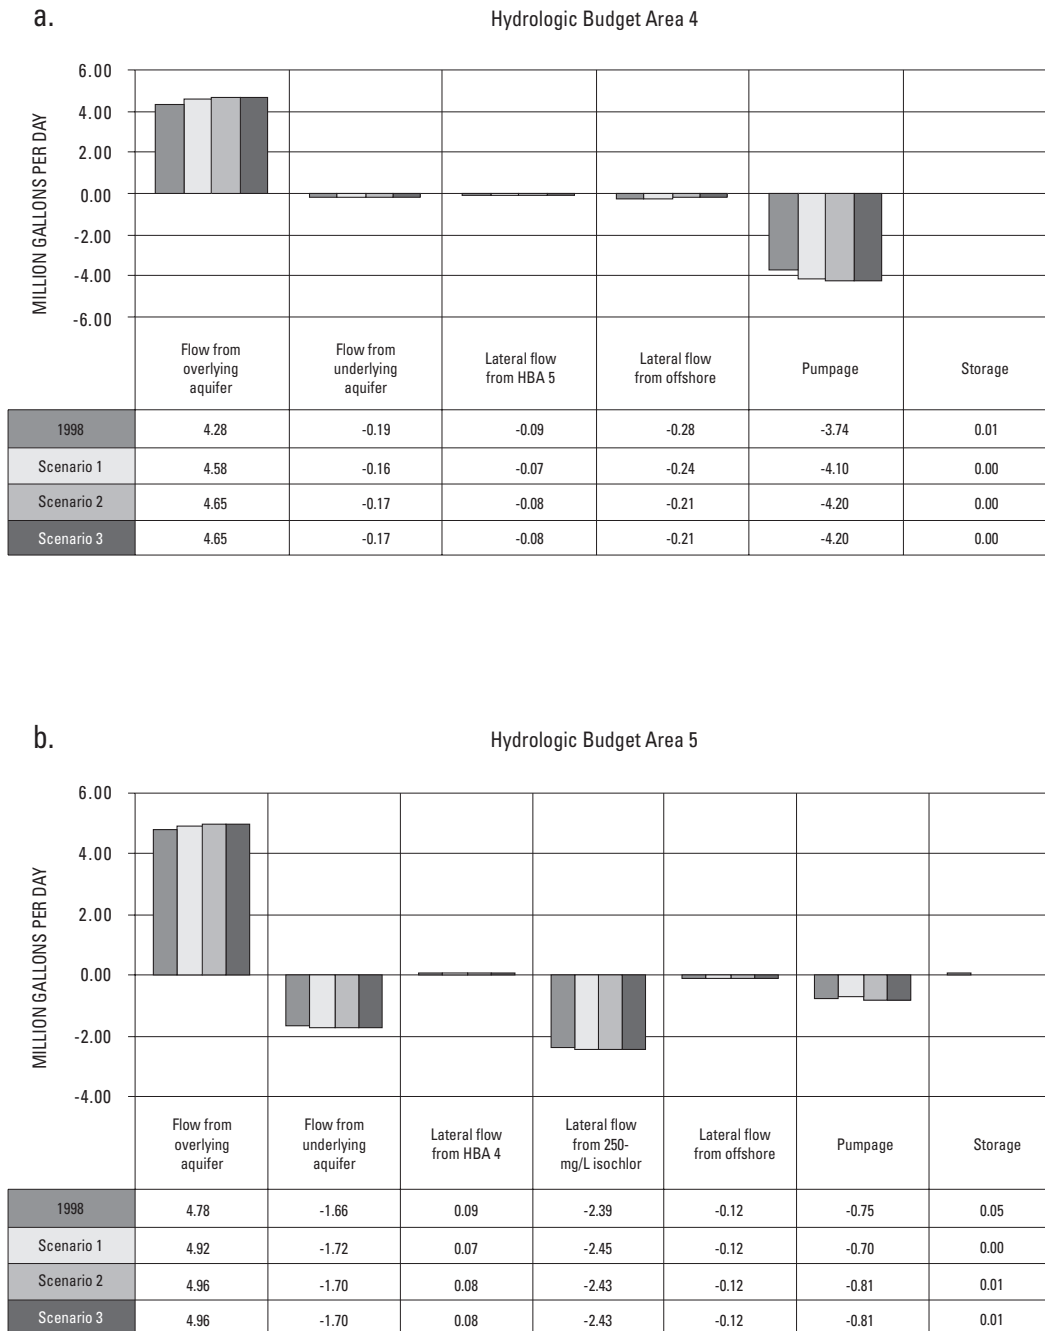 a.
Hydrologic Budget Area 4
MILLION GALLONS PER DAY
6.00
4.00
2.00
0.00
-2.00
-4.00
-6.00
Flow from
overlying
aquifer
Flow from
underlying
aquifer
Lateral flow
from HBA 5
Lateral flow
from offshore
Pumpage
Storage
1998 4.28 -0.19 -0.09 -0.28 -3.74 0.01
Scenario 1 4.58 -0.16 -0.07 -0.24 -4.10 0.00
Scenario 2 4.65 -0.17 -0.08 -0.21 -4.20 0.00
Scenario 3 4.65 -0.17 -0.08 -0.21 -4.20 0.00
b.
Hydrologic Budget Area 5
MILLION GALLONS PER DAY
6.00
4.00
2.00
0.00
-2.00
-4.00
Flow from
overlying
aquifer
Flow from
underlying
aquifer
Lateral flow
from HBA 4
Lateral flow
from 250-
mg/L isochlor
Lateral flow
from offshore
Pumpage
Storage
1998 4.78 -1.66 0.09 -2.39 -0.12 -0.75 0.05
Scenario 1 4.92 -1.72 0.07 -2.45 -0.12 -0.70 0.00
Scenario 2 4.96 -1.70 0.08 -2.43 -0.12 -0.81 0.01
Scenario 3 4.96 -1.70 0.08 -2.43 -0.12 -0.81 0.01